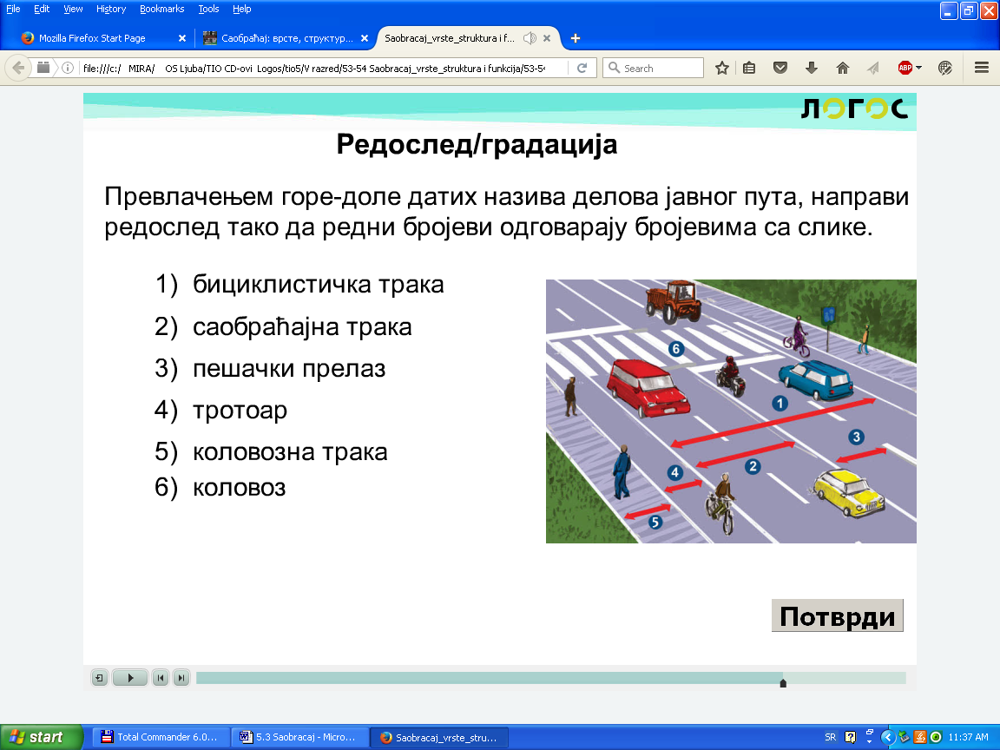 File Edit View History Bookmarks Tools Help
Mozilla Firefox Start Page
Саобраћај: врсте, структур...
Saobracaj_vrste_struktura i f...
file:///c:/ MIRA/ OS Ljuba/TIO CD-ovi Logos/tio5/V razred/53-54 Saobracaj_vrste_struktura i funkcija/53-5
Search
ABP
ЛОГОС
Редослед/градација
Превлачењем горе-доле датих назива делова јавног пута, направи
редослед тако да редни бројеви одговарају бројевима са слике.
1) бициклистичка трака
2) саобраћајна трака
3) пешачки прелаз
4) тротоар
5) коловозна трака
6) коловоз
6
1
3
2
4
5
Потврди
start
Total Commander 6.0...
5.3 Saobracaj - Micro...
Saobracaj_vrste_stru...
SR
11:37 AM